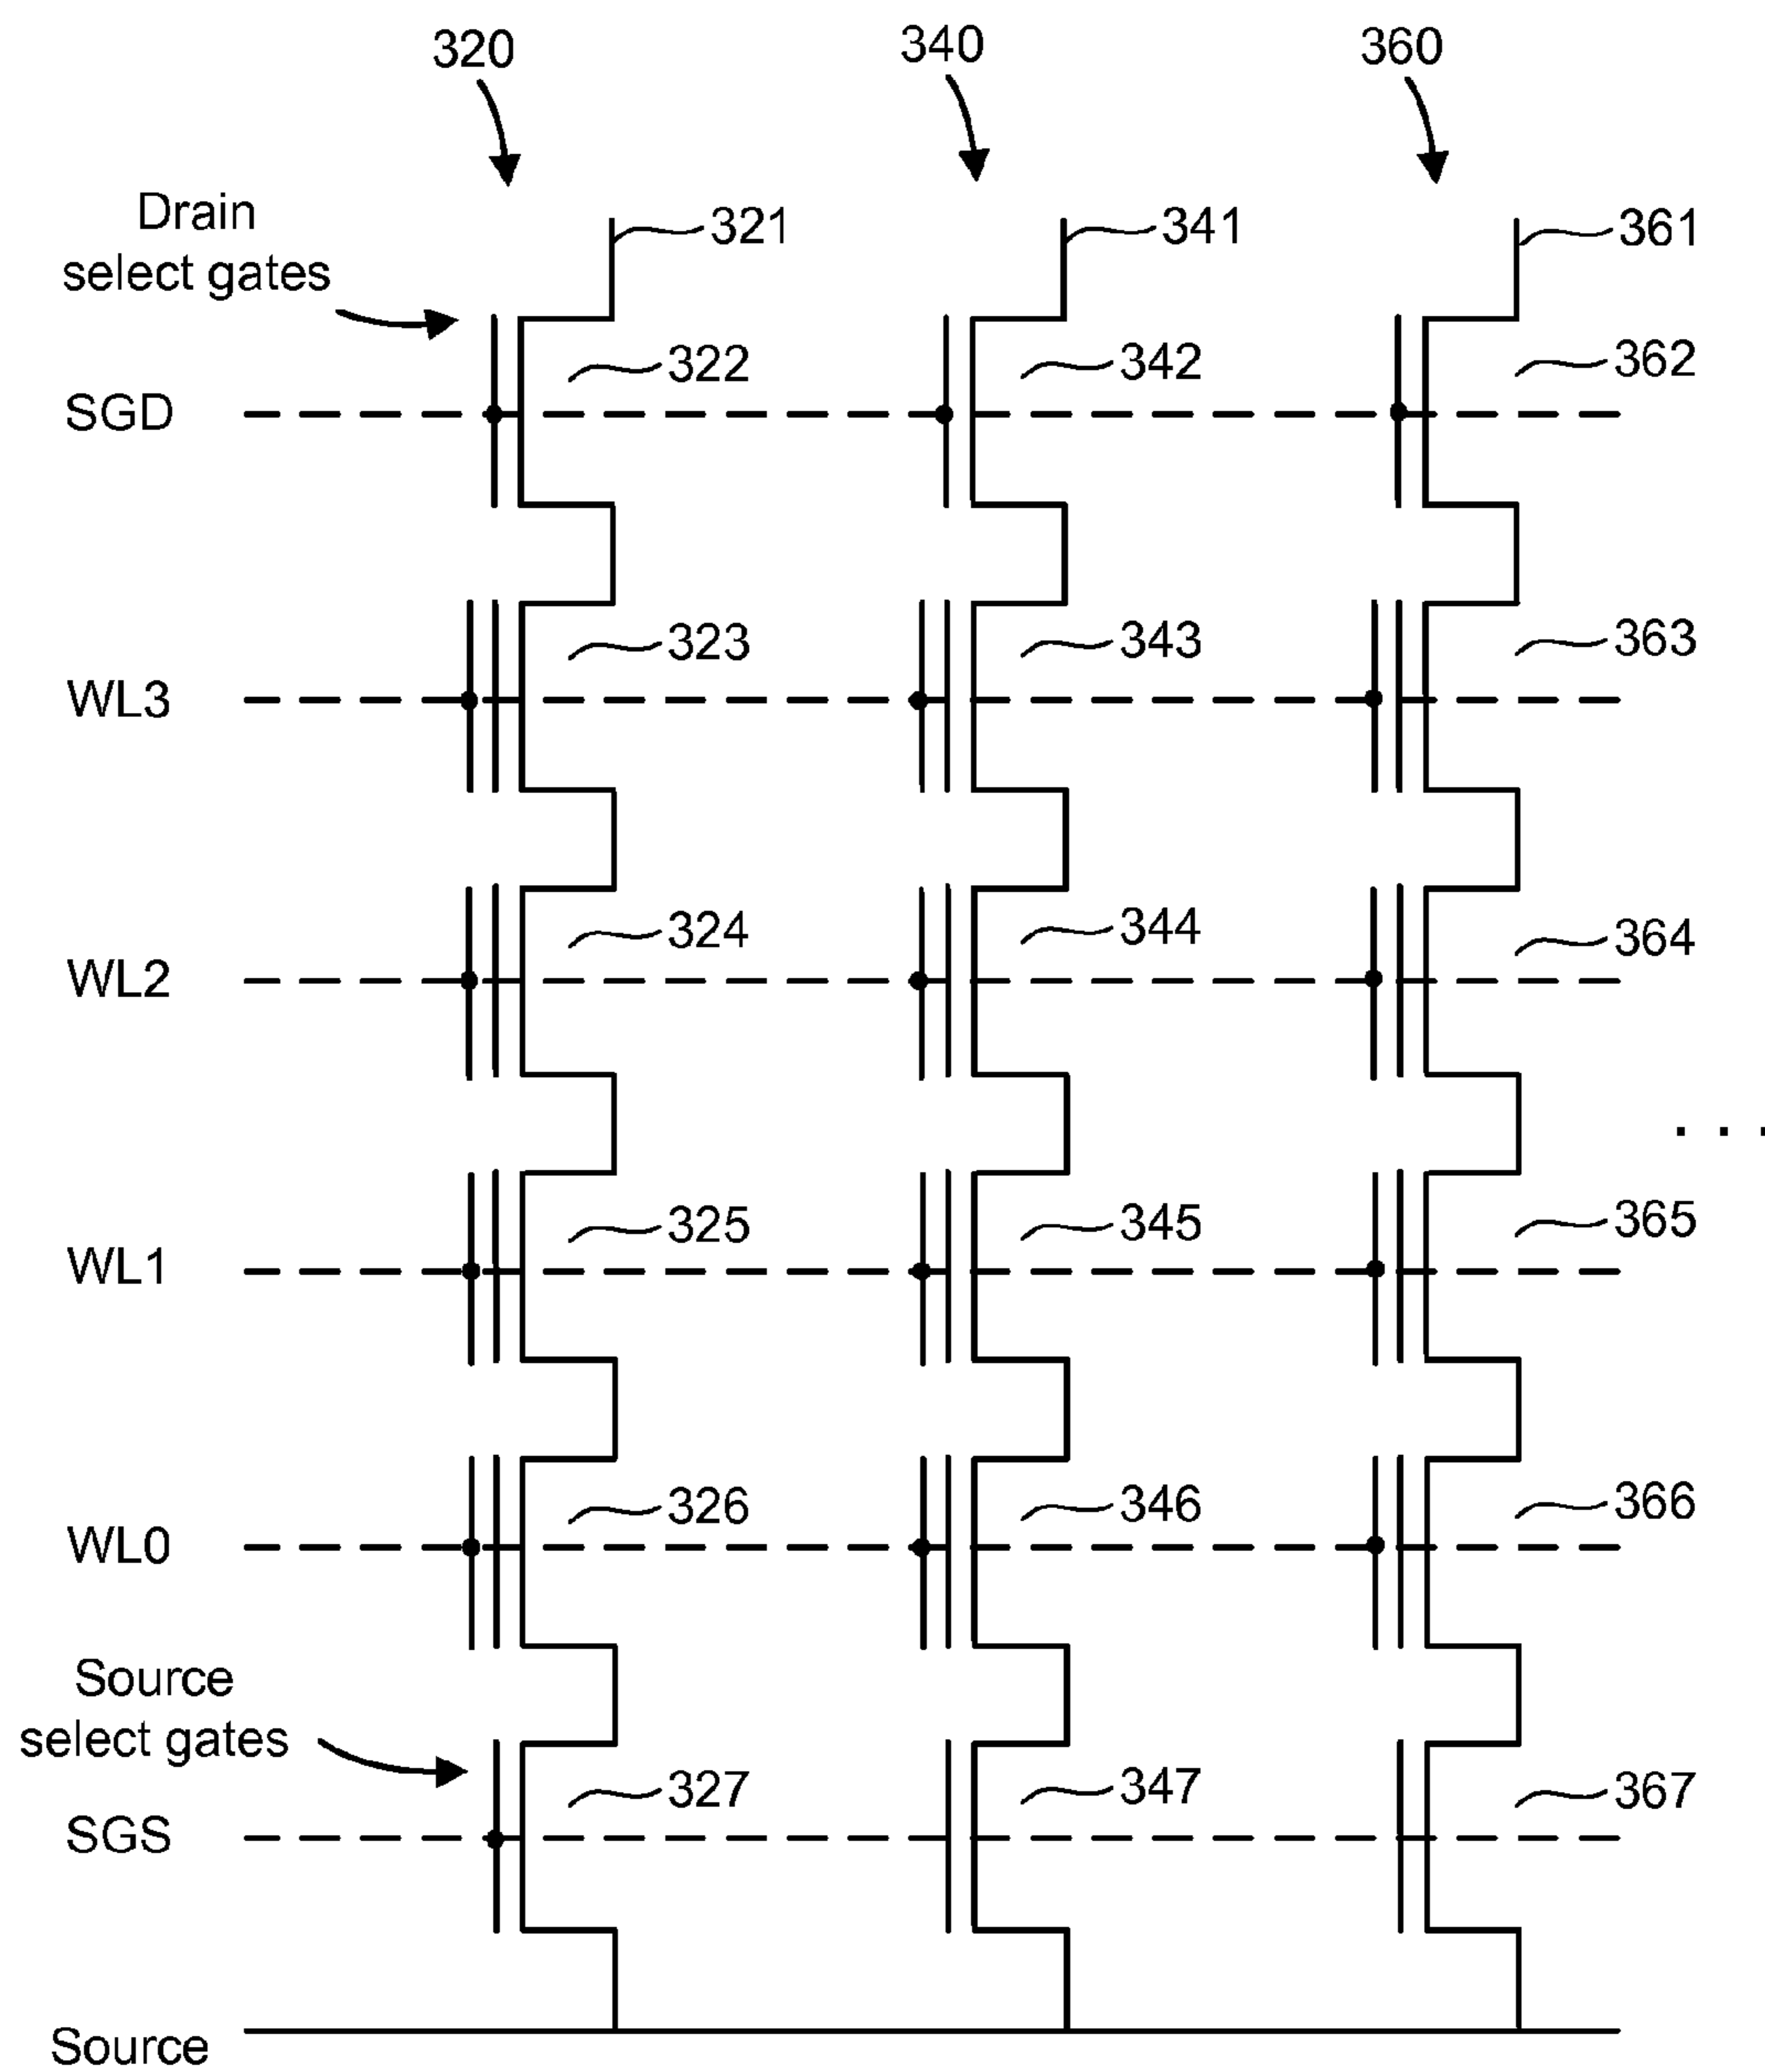 320 340 360
Drain
select gates
321 341 361
322 342 362
SGD
323 343 363
WL3
324 344 364
WL2
. . .
325 345 365
WL1
326 346 366
WL0
Source
select gates
327 347 367
SGS
Source